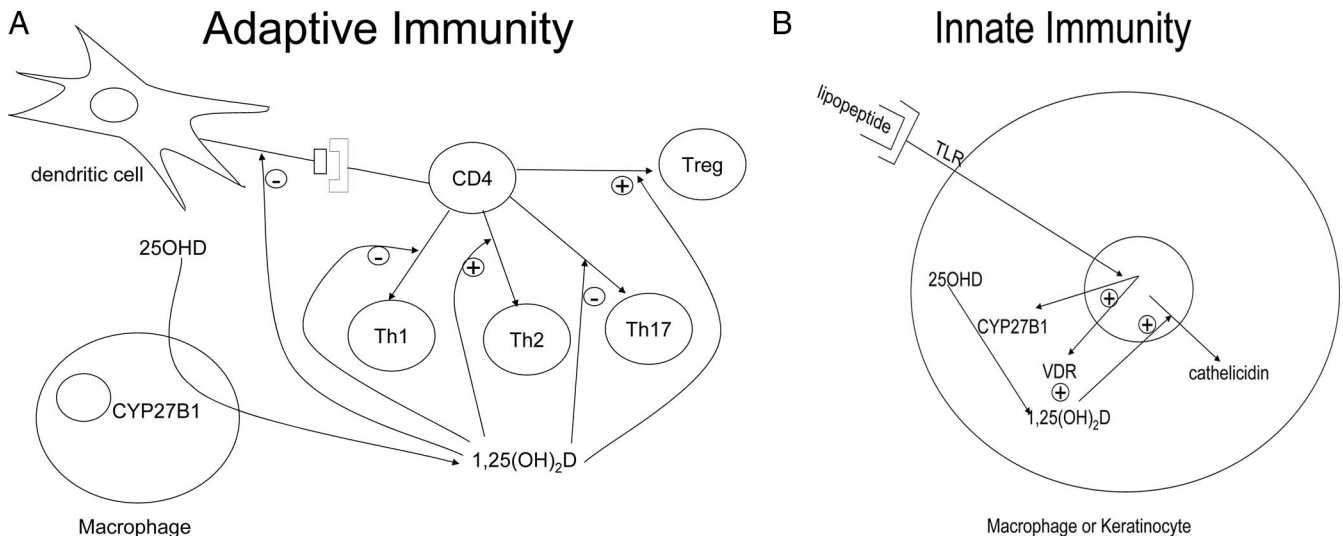 A
Adaptive Immunity
dendritic cell
-
CD4
+
Treg
25OHD
-
+
-
Th1
Th2
Th17
CYP27B1
1,25(OH)₂D
Macrophage
B
Innate Immunity
lipopeptide
TLR
25OHD
CYP27B1
+
+
VDR
+
1,25(OH)₂D
cathelicidin
Macrophage or Keratinocyte